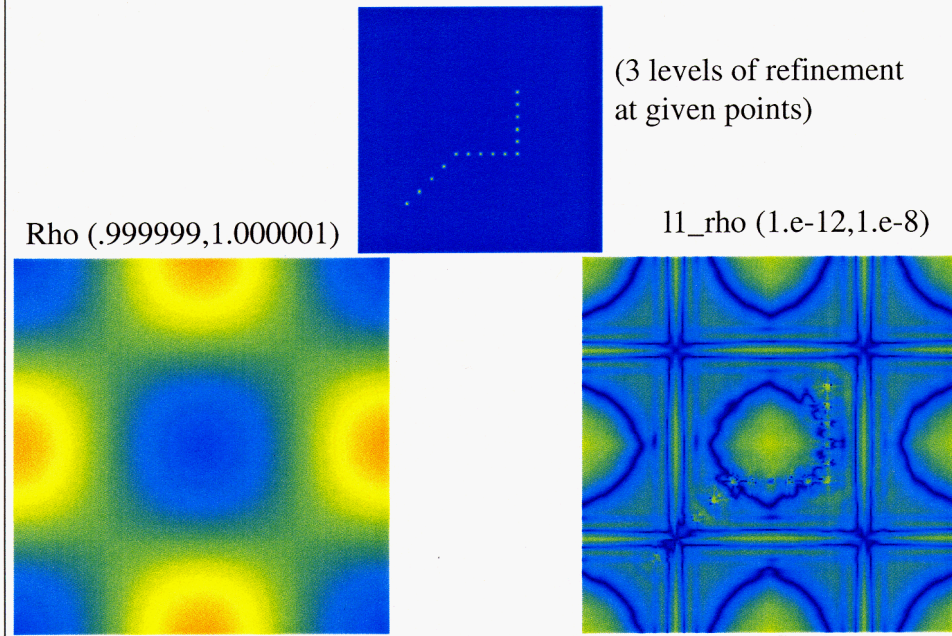 (3 levels of refinement
at given points)
Rho (.999999,1.000001)
l1_rho (1.e-12,1.e-8)